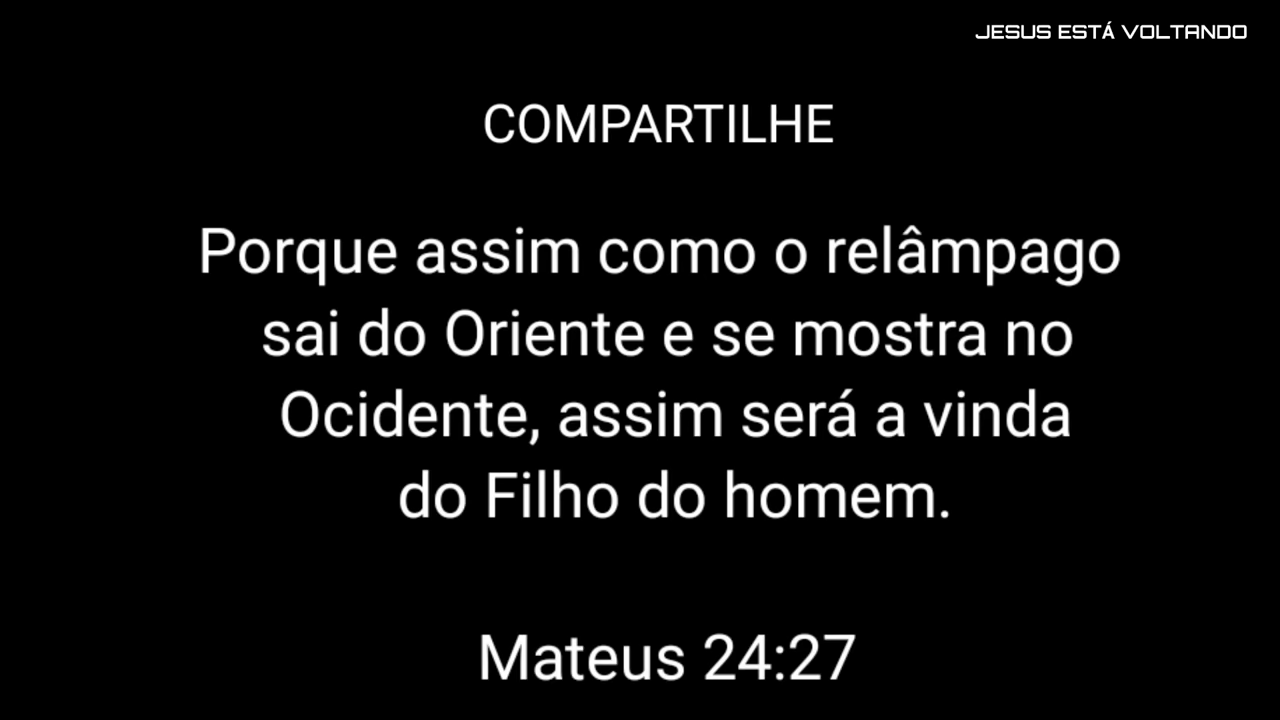 JESUS ESTÁ VOLTANDO
COMPARTILHE
Porque assim como o relâmpago
sai do Oriente e se mostra no
Ocidente, assim será a vinda
do Filho do homem.
Mateus 24:27